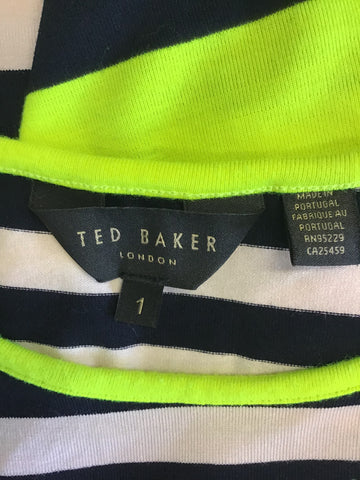 TED BAKER
LONDON
1
MADE IN
PORTUGAL
FABRIQUE AU
PORTUGAL
RN95229
CA25459